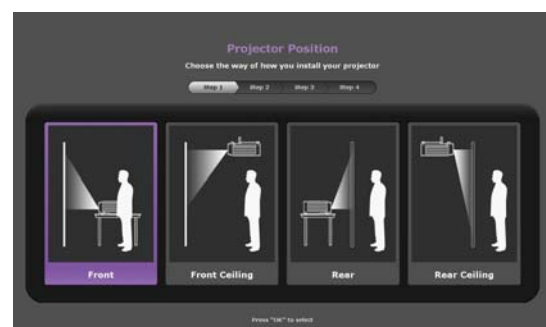 Projector Position
Choose the way of how you install your projector
Step 1 Step 2 Step 3 Step 4
Front Front Ceiling Rear Rear Ceiling
Press "OK" to select